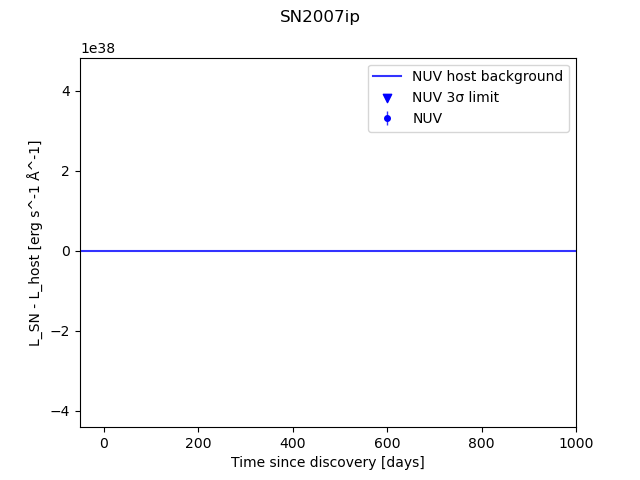 SN2007ip
1e38
NUV host background
NUV 3σ limit
NUV
4
2
0
−2
−4
L_SN - L_host [erg s^-1 Å^-1]
0 200 400 600 800 1000
Time since discovery [days]